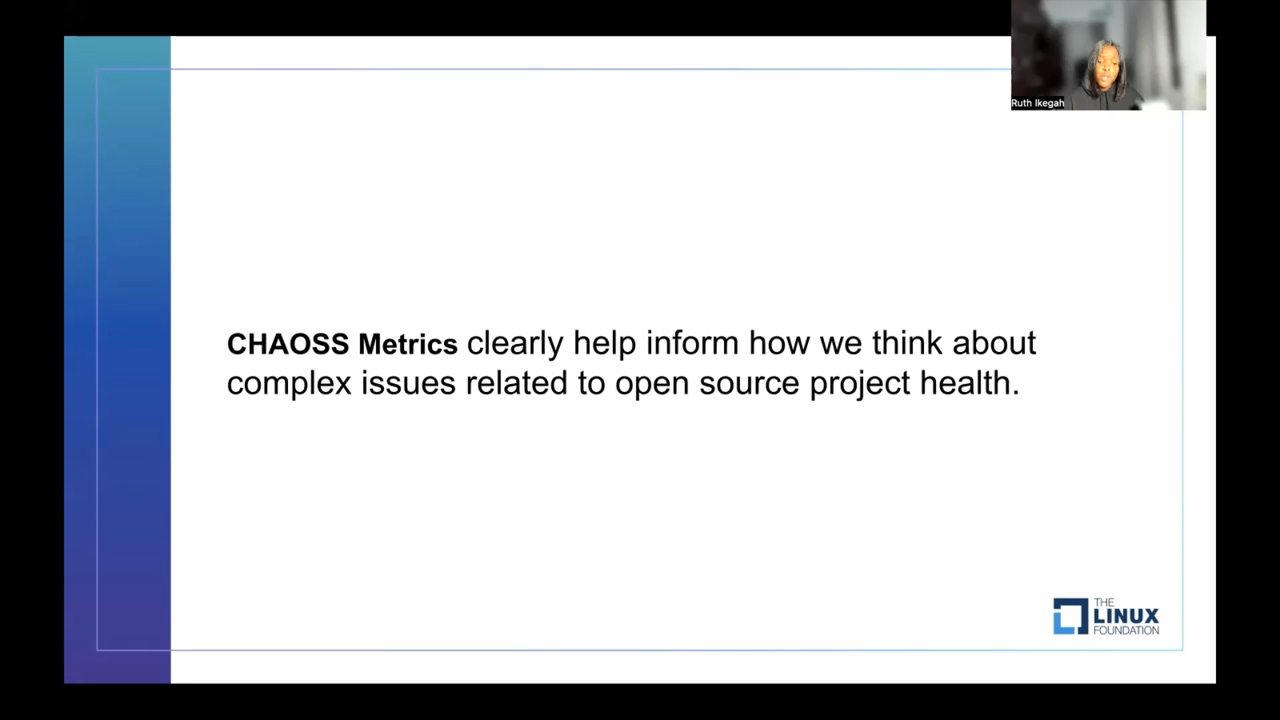 Ruth Ikegah
CHAOSS Metrics clearly help inform how we think about
complex issues related to open source project health.
THE
LINUX
FOUNDATION